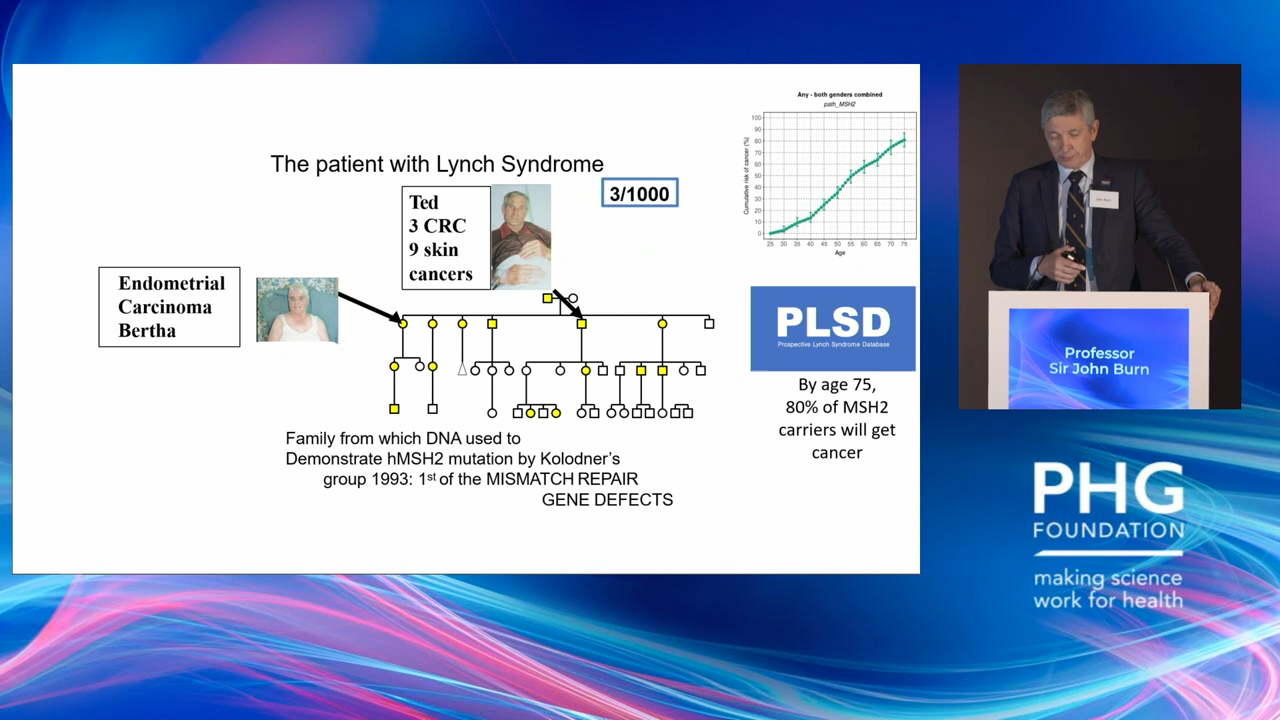 The patient with Lynch Syndrome
3/1000
Ted
3 CRC
9 skin
cancers
Endometrial
Carcinoma
Bertha
Family from which DNA used to
Demonstrate hMSH2 mutation by Kolodner’s
group 1993: 1st of the MISMATCH REPAIR
GENE DEFECTS
Any - both genders combined
path_MSH2
Cumulative risk of cancer (%)
100
90
80
70
60
50
40
30
20
10
0
25 30 35 40 45 50 55 60 65 70 75
Age
PLSD
Prospective Lynch Syndrome Database
By age 75,
80% of MSH2
carriers will get
cancer
Professor
Sir John Burn
PHG
FOUNDATION
making science
work for health